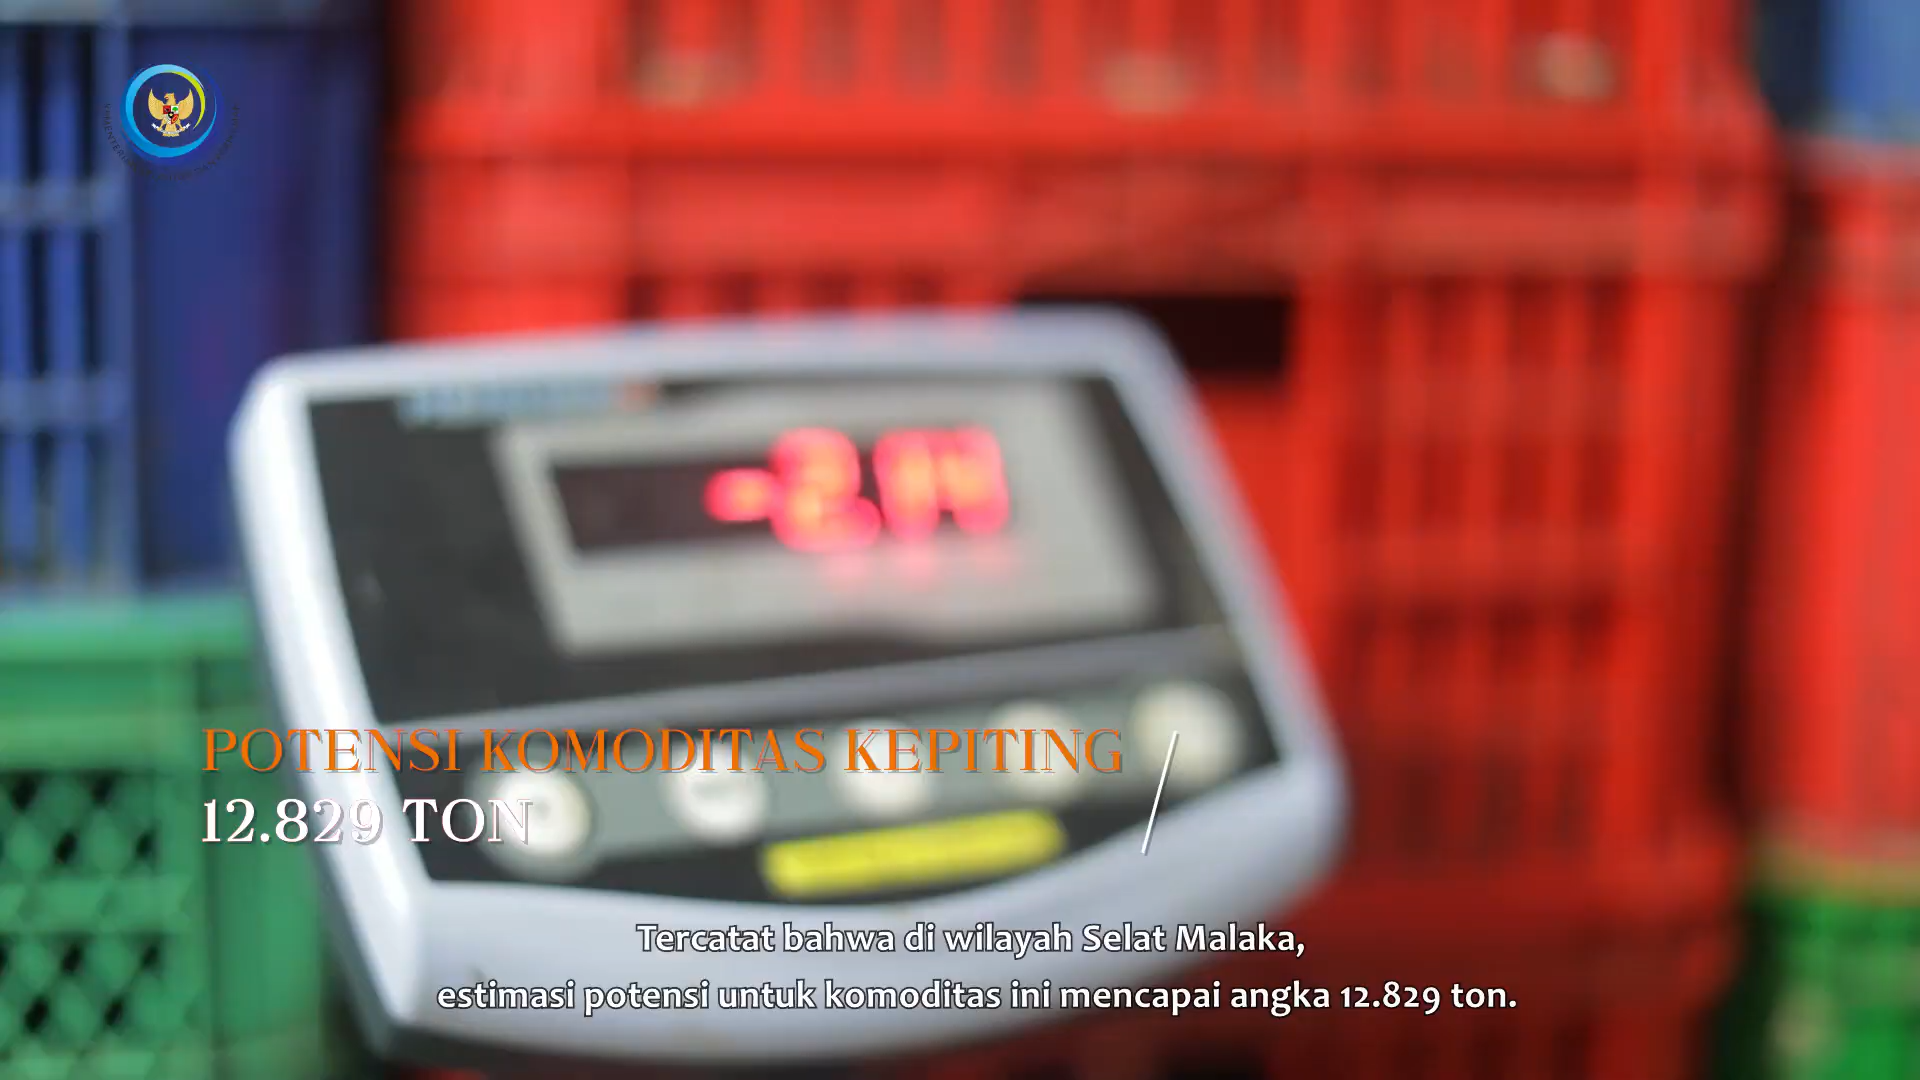 POTENSI KOMODITAS KEPITING
12.829 TON
Tercatat bahwa di wilayah Selat Malaka,
estimasi potensi untuk komoditas ini mencapai angka 12.829 ton.